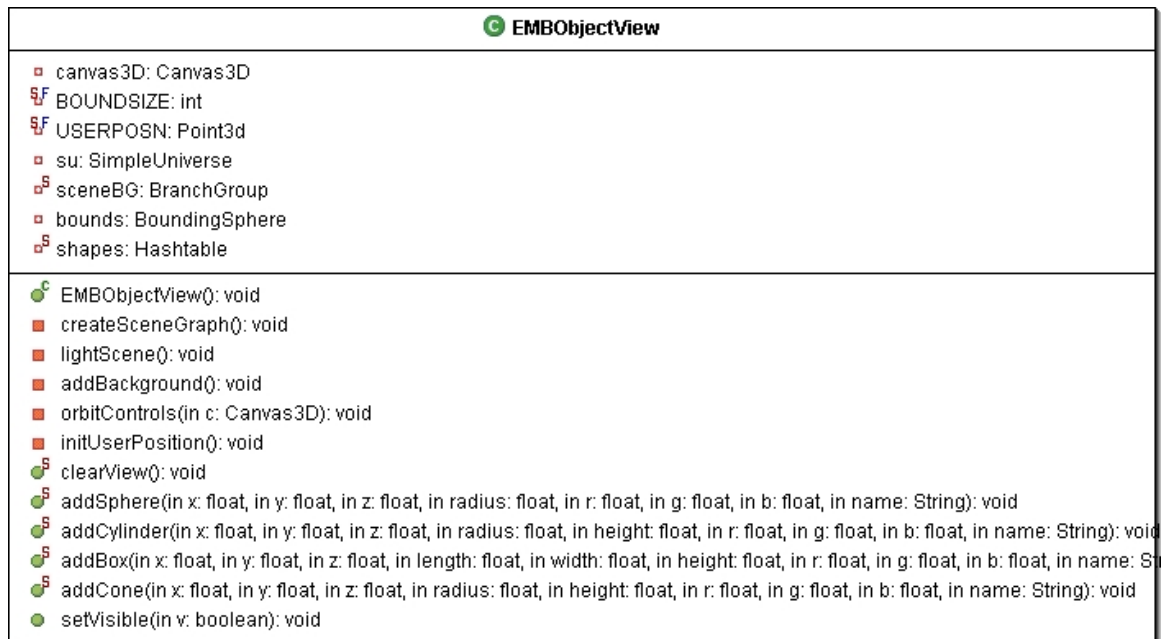 C EMBObjectView
canvas3D: Canvas3D
S F BOUNDSIZE: int
S F USERPOSN: Point3d
su: SimpleUniverse
S sceneBG: BranchGroup
bounds: BoundingSphere
S shapes: Hashtable
C EMBObjectView(): void
createSceneGraph(): void
lightScene(): void
addBackground(): void
orbitControls(in c: Canvas3D): void
initUserPosition(): void
S clearView(): void
S addSphere(in x: float, in y: float, in z: float, in radius: float, in r: float, in g: float, in b: float, in name: String): void
S addCylinder(in x: float, in y: float, in z: float, in radius: float, in height: float, in r: float, in g: float, in b: float, in name: String): void
S addBox(in x: float, in y: float, in z: float, in length: float, in width: float, in height: float, in r: float, in g: float, in b: float, in name:
S addCone(in x: float, in y: float, in z: float, in radius: float, in height: float, in r: float, in g: float, in b: float, in name: String): void
setVisible(in v: boolean): void